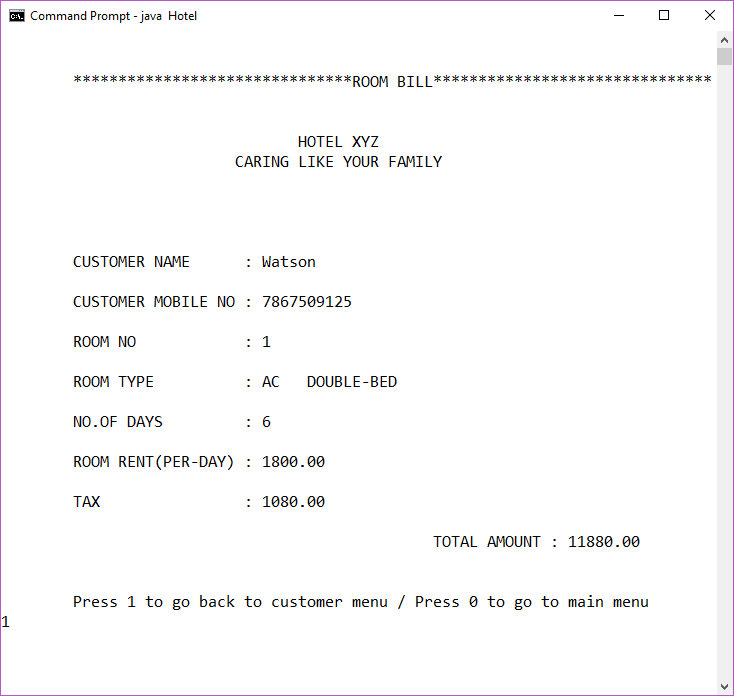 Command Prompt - java  Hotel
*******************************ROOM BILL*******************************
HOTEL XYZ
CARING LIKE YOUR FAMILY
CUSTOMER NAME      : Watson
CUSTOMER MOBILE NO : 7867509125
ROOM NO            : 1
ROOM TYPE          : AC   DOUBLE-BED
NO.OF DAYS         : 6
ROOM RENT(PER-DAY) : 1800.00
TAX                : 1080.00
TOTAL AMOUNT : 11880.00
Press 1 to go back to customer menu / Press 0 to go to main menu
1